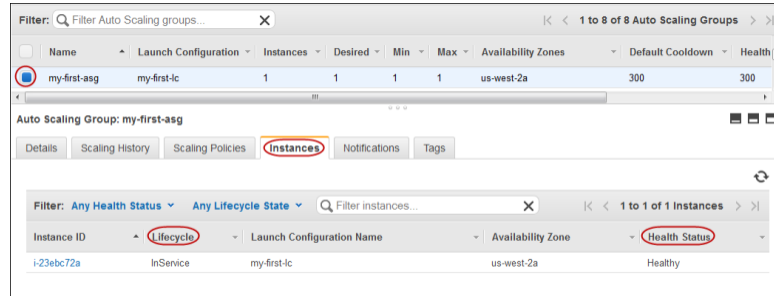 Filter: Filter Auto Scaling groups... 1 to 8 of 8 Auto Scaling Groups
Name Launch Configuration Instances Desired Min Max Availability Zones Default Cooldown Health
my-first-asg my-first-lc 1 1 1 1 us-west-2a 300 300
Auto Scaling Group: my-first-asg
Details Scaling History Scaling Policies Instances Notifications Tags
Filter: Any Health Status Any Lifecycle State Filter instances... 1 to 1 of 1 Instances
Instance ID Lifecycle Launch Configuration Name Availability Zone Health Status
i-23ebc72a InService my-first-lc us-west-2a Healthy